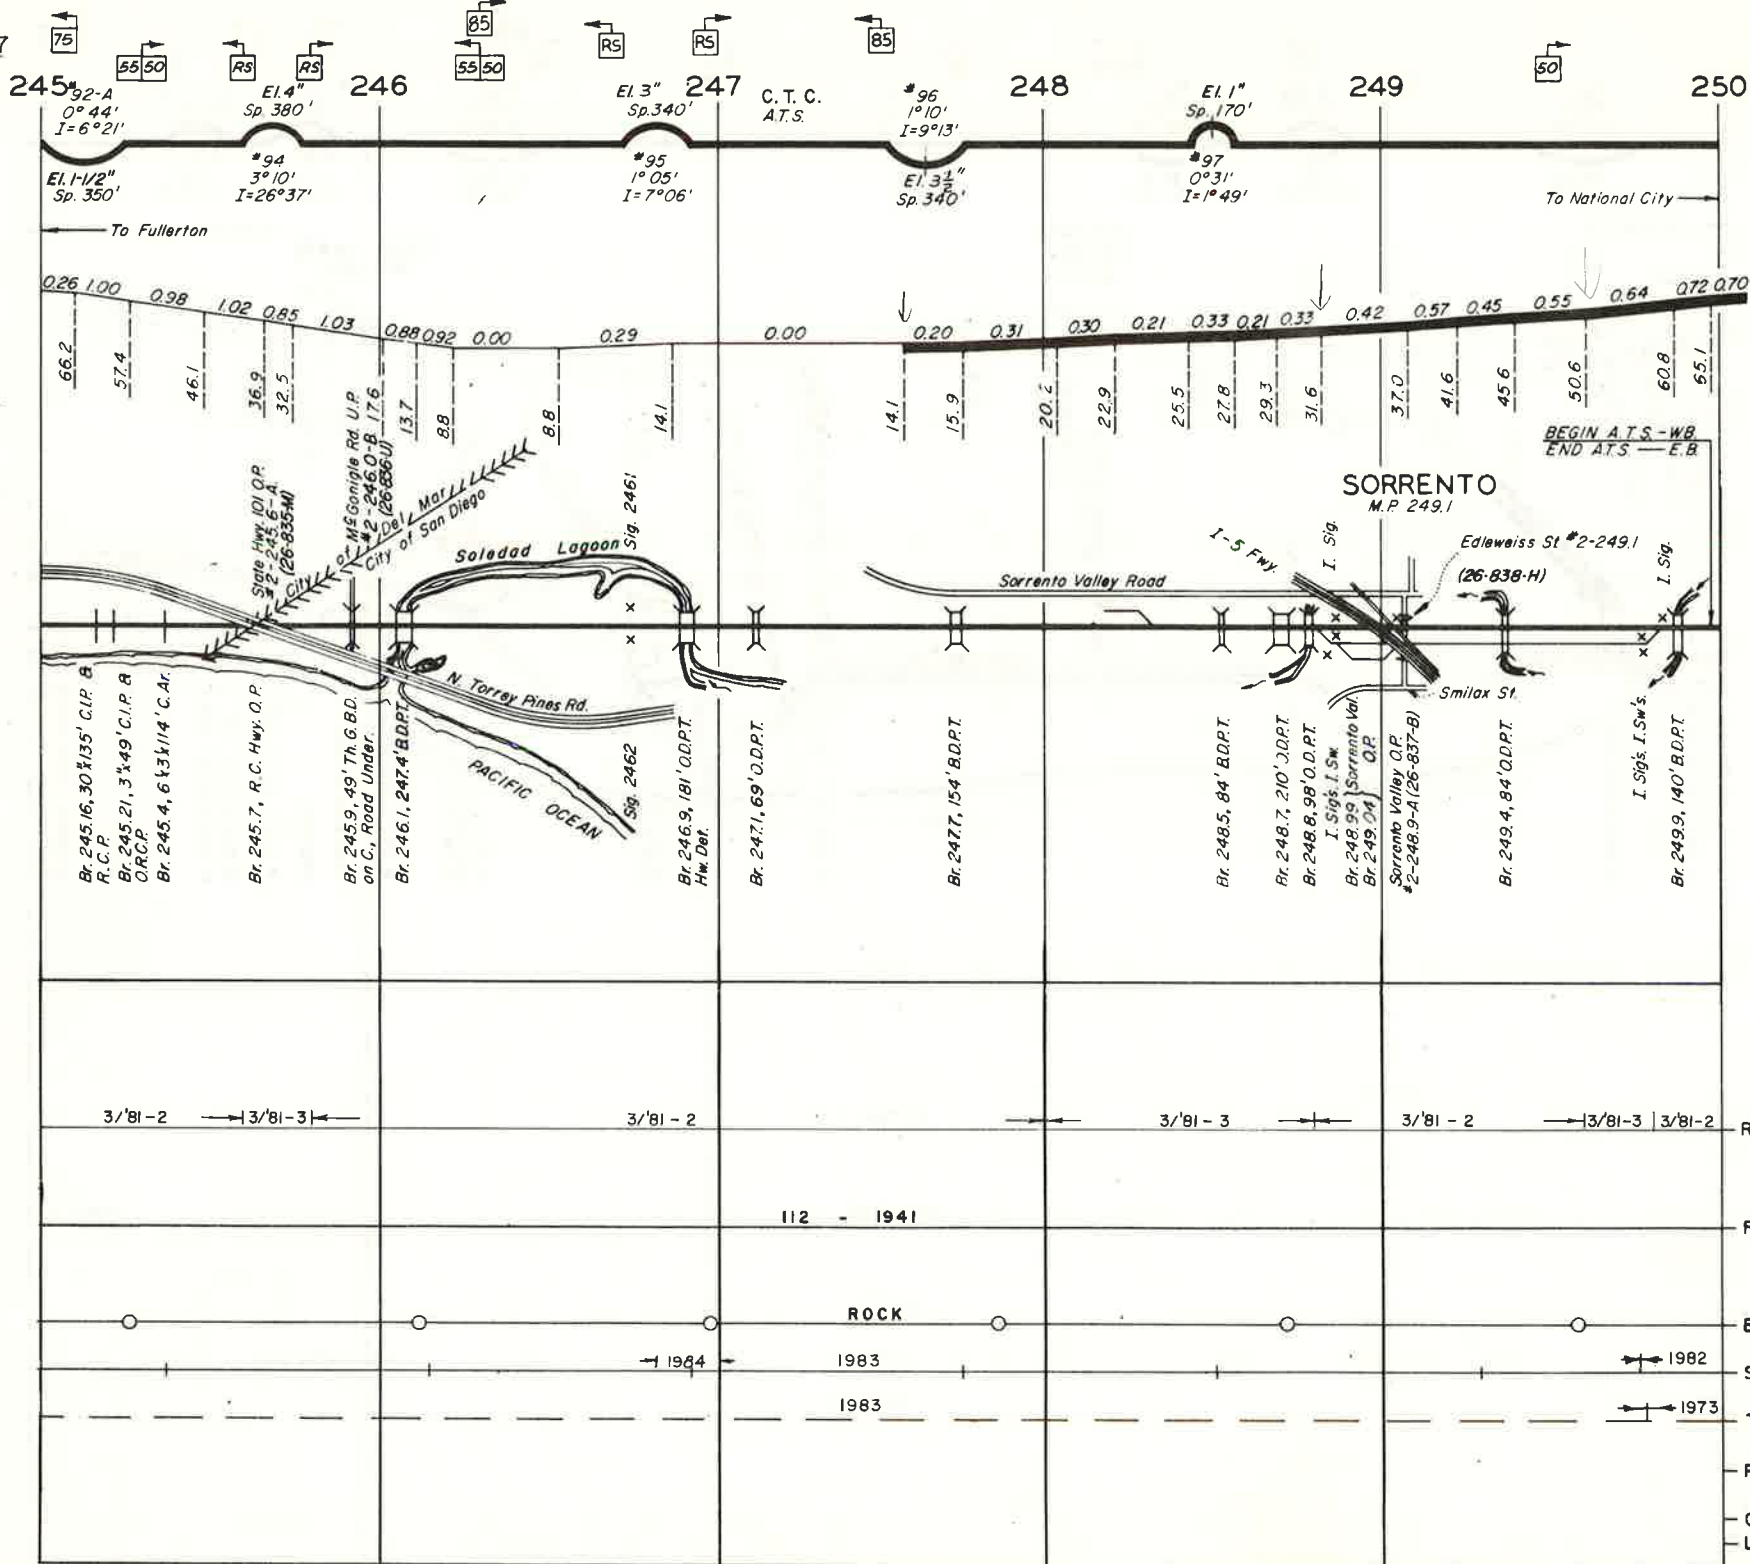 7
75
55 50
RS
RS
85
55 50
RS
RS
85
50
245
246
247
248
249
250
#92-A
0° 44'
I=6°21'
El. 1-1/2"
Sp. 350'
El. 4"
Sp. 380'
#94
3° 10'
I=26°37'
El. 3"
Sp. 340'
#95
1° 05'
I=7°06'
C. T. C.
A.T.S.
#96
1°10'
I=9°13'
El. 3 1/2"
Sp. 340'
El. 1"
Sp. 170'
#97
0°31'
I=1°49'
To Fullerton
To National City
0.26 1.00 0.98 1.02 0.85 1.03 0.88 0.92 0.00 0.29 0.00 0.20 0.31 0.30 0.21 0.33 0.21 0.33 0.42 0.57 0.45 0.55 0.64 0.72 0.70
66.2
57.4
46.1
36.9
32.5
17.6
13.7
8.8
8.8
14.1
14.1
15.9
20.2
22.9
25.5
27.8
29.3
31.6
37.0
41.6
45.6
50.6
60.8
65.1
BEGIN A.T.S.-WB.
END A.T.S. — E.B.
SORRENTO
M.P. 249.1
State Hwy. 101 O.P.
#2-245.6-A
(26-835-M)
McGonigle Rd. U.P.
#2-246.0-B
(26-836-U)
City of Del Mar
City of San Diego
Soledad Lagoon
Sig. 2461
Sorrento Valley Road
I-5 Fwy.
I. Sig.
Edleweiss St #2-249.1
(26-838-H)
I. Sig.
Smilax St.
N. Torrey Pines Rd.
PACIFIC OCEAN
Sig. 2462
Br. 245.16, 30"x135' C.I.P. &
R.C.P.
Br. 245.21, 3"x49' C.I.P. &
O.R.C.P.
Br. 245.4, 6'x3'x114' C. Ar.
Br. 245.7, R.C. Hwy. O.P.
Br. 245.9, 49' Th. G. B.D.
on C., Road Under.
Br. 246.1, 247.4' B.D.P.T.
Br. 246.9, 181' O.D.P.T.
Hw. Det.
Br. 247.1, 69' O.D.P.T.
Br. 247.7, 154' B.D.P.T.
Br. 248.5, 84' B.D.P.T.
Br. 248.7, 210' O.D.P.T.
Br. 248.8, 98' O.D.P.T.
I. Sig's. I. Sw.
Br. 248.99 } Sorrento Val.
Br. 249.04 } O.P.
Sorrento Valley O.P.
#2-248.9-A (26-837-B)
Br. 249.4, 84' O.D.P.T.
I. Sig's. I. Sw's.
Br. 249.9, 140' B.D.P.T.
3/'81-2 3/'81-3 3/'81-2 3/'81-3 3/'81-2 3/'81-3 3/'81-2
R
112 - 1941
ROCK
1984 1983 1982
S
1983 1973